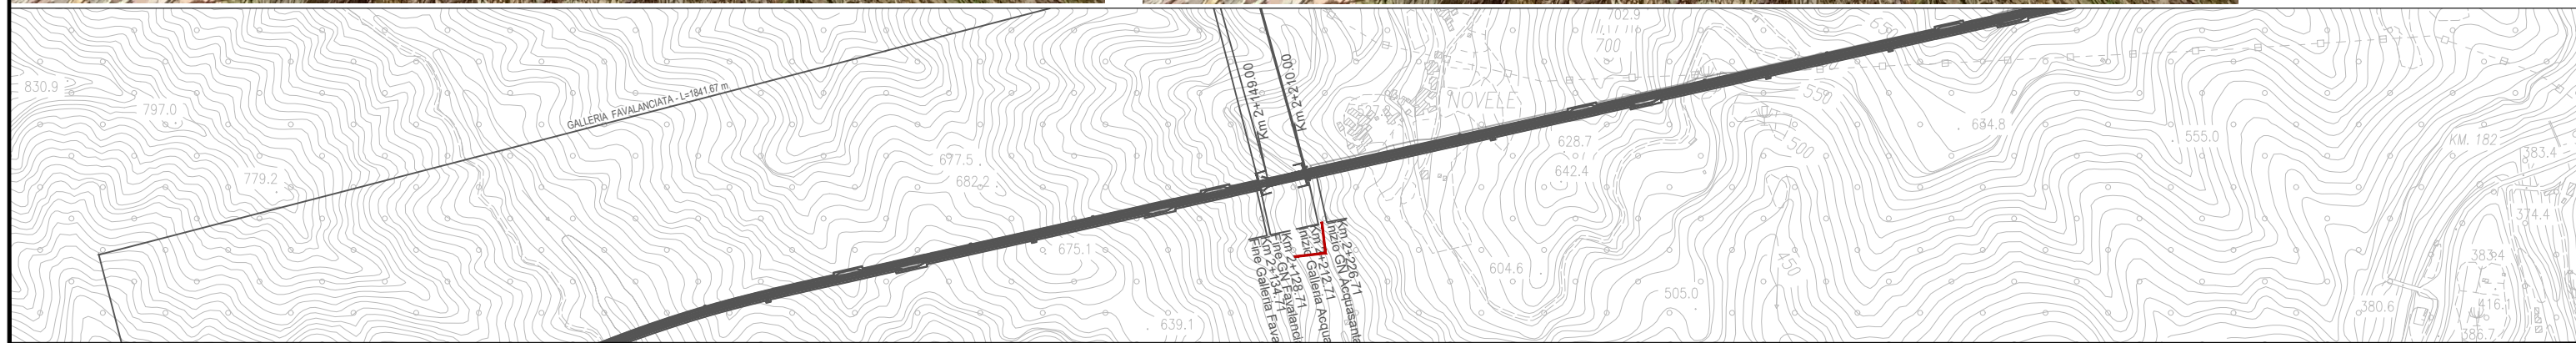 702.9
650
700
Km 2+149.00
Km 2+210.00
830.9
797.0
GALLERIA FAVALANCIATA - L=1841.67 m
NOVELE
550
634.8
555.0
KM. 182
383.4
628.7
642.4
500
677.5
682.2
779.2
374.4
675.1
604.6
450
505.0
383.4
416.1
380.6
386.7
639.1
Fine Galleria Fava
Km 2+134.71
Fine GN Favalanci
Km 2+128.71
Inizio Galleria Acqua
Km 2+212.71
Inizio GN Acquasanta
Km 2+226.71